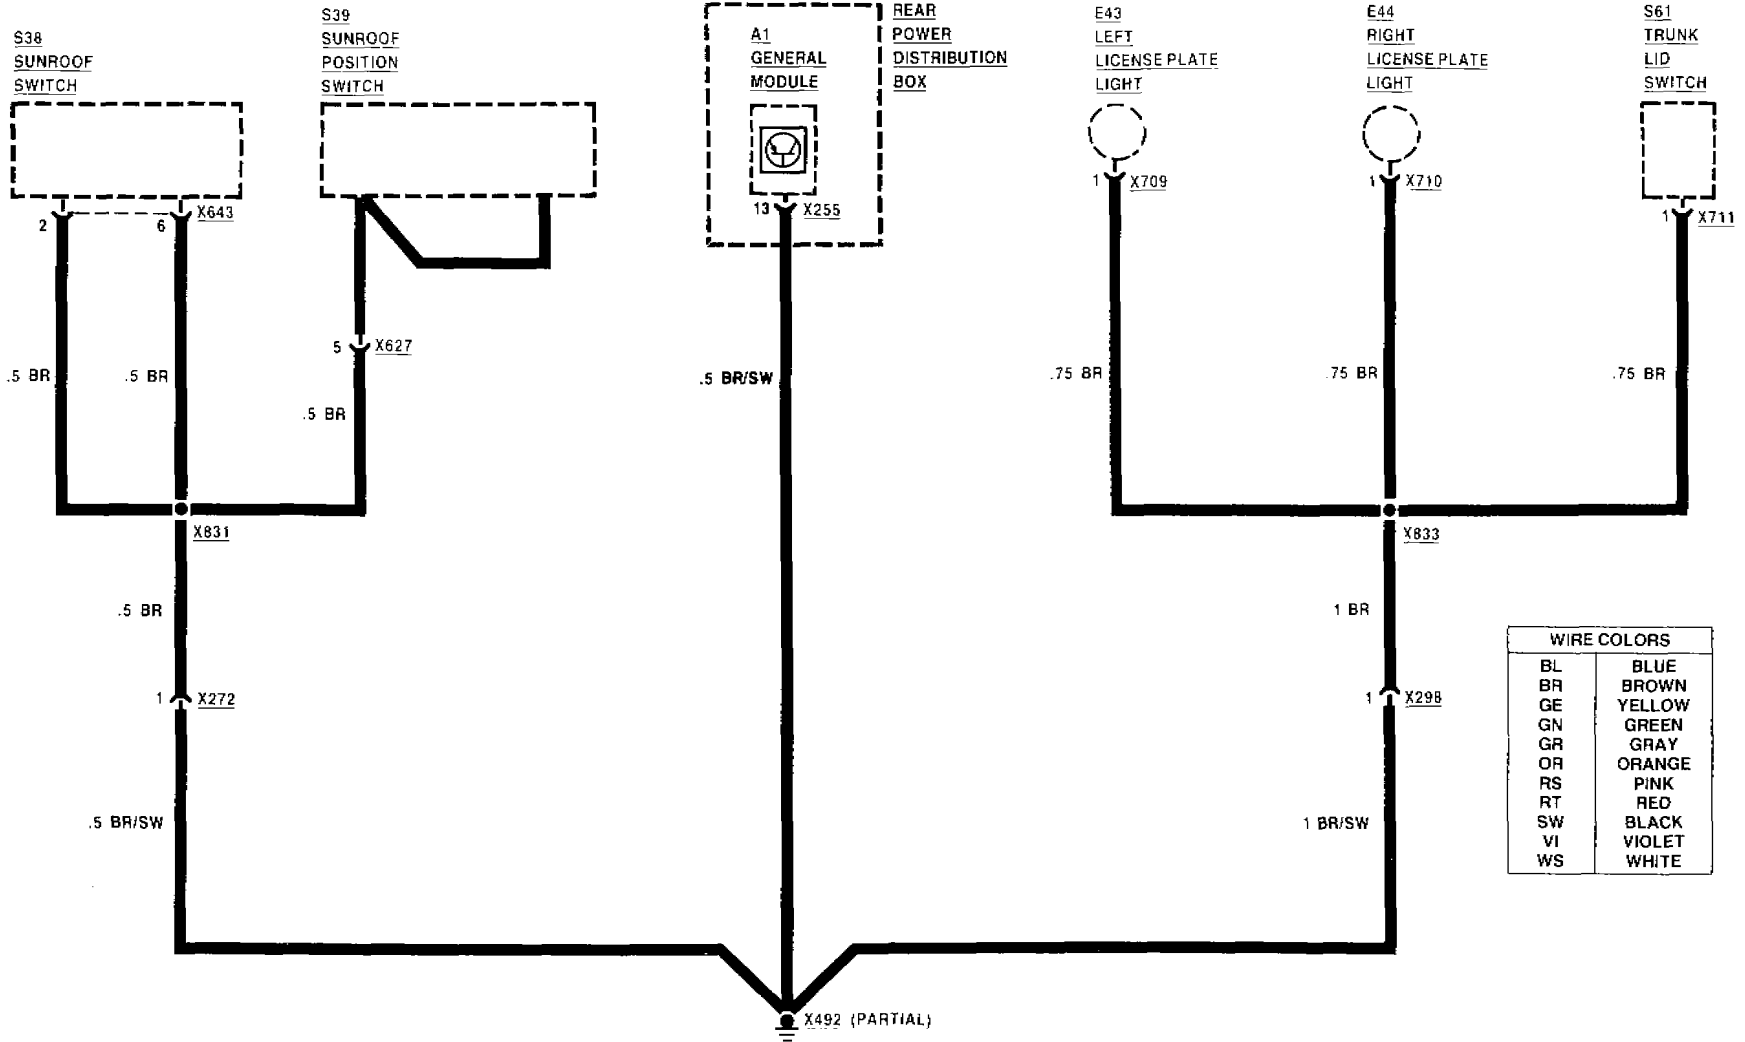 S38
SUNROOF
SWITCH
S39
SUNROOF
POSITION
SWITCH
A1
GENERAL
MODULE
REAR
POWER
DISTRIBUTION
BOX
E43
LEFT
LICENSE PLATE
LIGHT
E44
RIGHT
LICENSE PLATE
LIGHT
S61
TRUNK
LID
SWITCH
2
6 X643
5 X627
13 X255
1 X709
1 X710
1 X711
.5 BR
.5 BR
.5 BR
.5 BR/SW
.75 BR
.75 BR
.75 BR
X831
X833
.5 BR
1 BR
1 X272
1 X298
.5 BR/SW
1 BR/SW
WIRE COLORS
BL BLUE
BR BROWN
GE YELLOW
GN GREEN
GR GRAY
OR ORANGE
RS PINK
RT RED
SW BLACK
VI VIOLET
WS WHITE
X492 (PARTIAL)